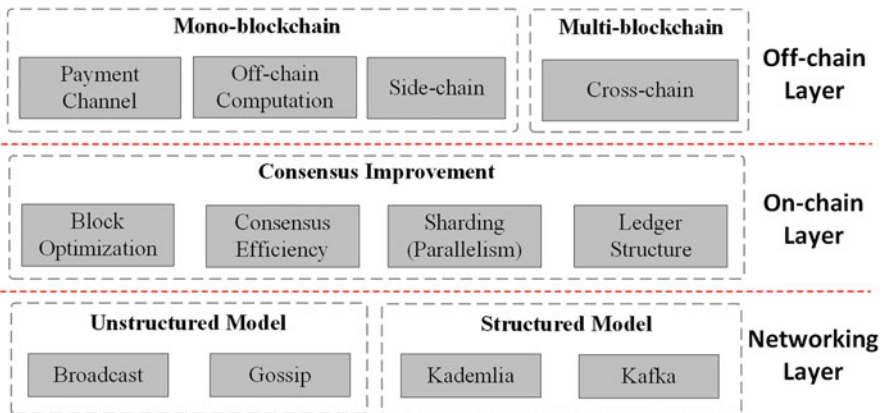 Mono-blockchain
Multi-blockchain
Payment
Channel
Off-chain
Computation
Side-chain
Cross-chain
Off-chain
Layer
Consensus Improvement
Block
Optimization
Consensus
Efficiency
Sharding
(Parallelism)
Ledger
Structure
On-chain
Layer
Unstructured Model
Structured Model
Broadcast
Gossip
Kademlia
Kafka
Networking
Layer